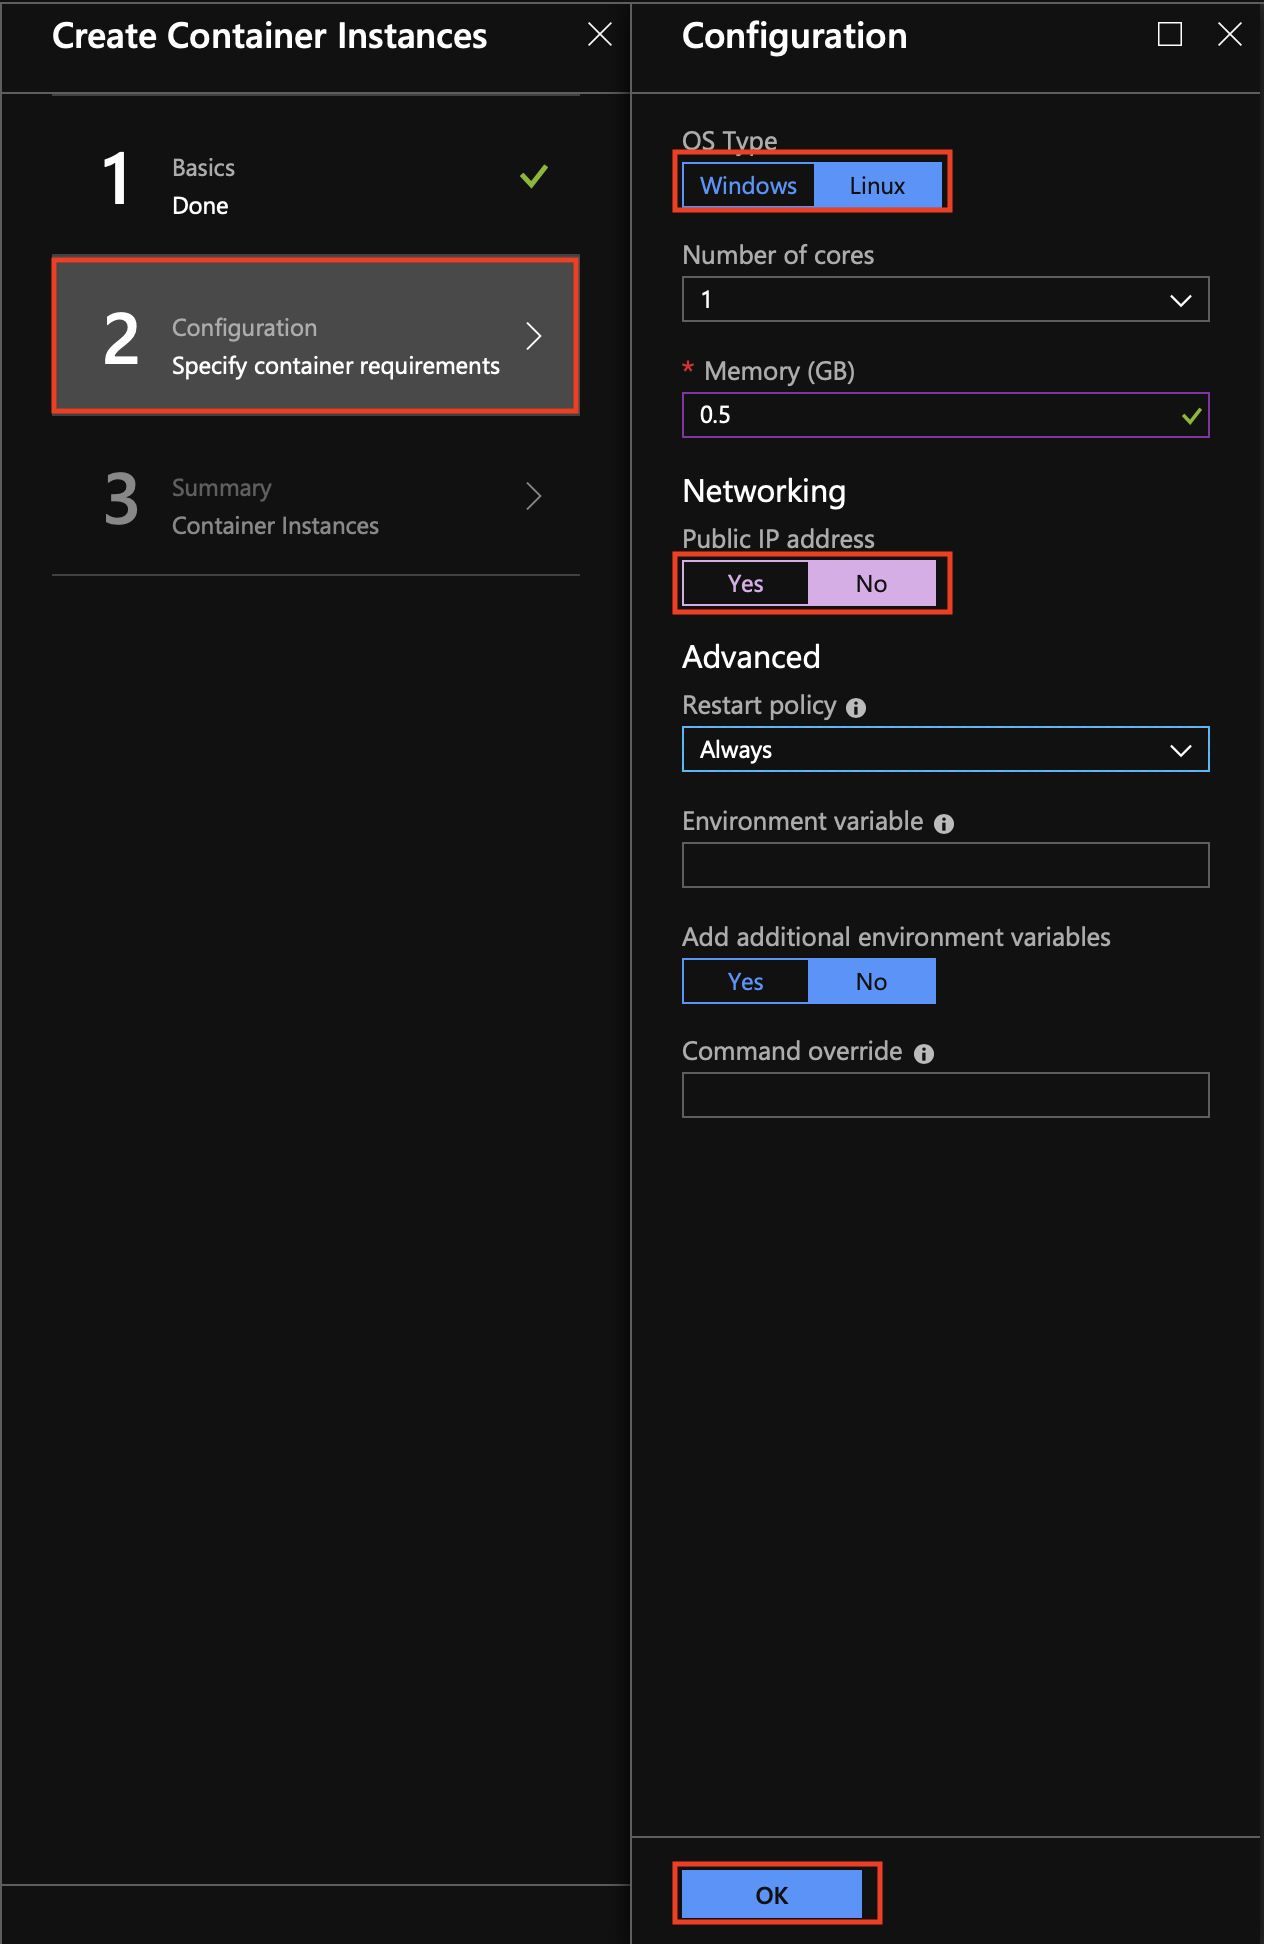 Create Container Instances
1
Basics
Done
2
Configuration
Specify container requirements
3
Summary
Container Instances
Configuration
OS Type
Windows Linux
Number of cores
1
* Memory (GB)
0.5
Networking
Public IP address
Yes No
Advanced
Restart policy
Always
Environment variable
Add additional environment variables
Yes No
Command override
OK